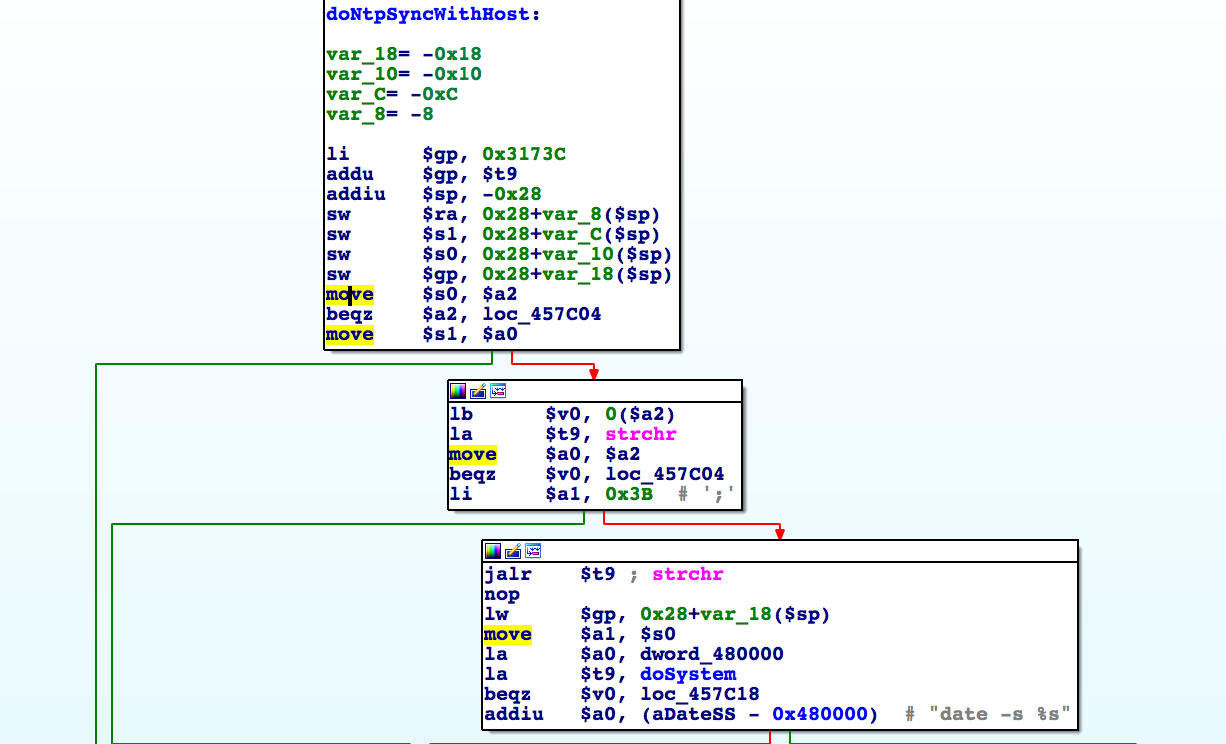 doNtpSyncWithHost:
var_18= -0x18
var_10= -0x10
var_C= -0xC
var_8= -8
li $gp, 0x3173C
addu $gp, $t9
addiu $sp, -0x28
sw $ra, 0x28+var_8($sp)
sw $s1, 0x28+var_C($sp)
sw $s0, 0x28+var_10($sp)
sw $gp, 0x28+var_18($sp)
move $s0, $a2
beqz $a2, loc_457C04
move $s1, $a0
lb $v0, 0($a2)
la $t9, strchr
move $a0, $a2
beqz $v0, loc_457C04
li $a1, 0x3B # ';'
jalr $t9 ; strchr
nop
lw $gp, 0x28+var_18($sp)
move $a1, $s0
la $a0, dword_480000
la $t9, doSystem
beqz $v0, loc_457C18
addiu $a0, (aDateSS - 0x480000) # "date -s %s"